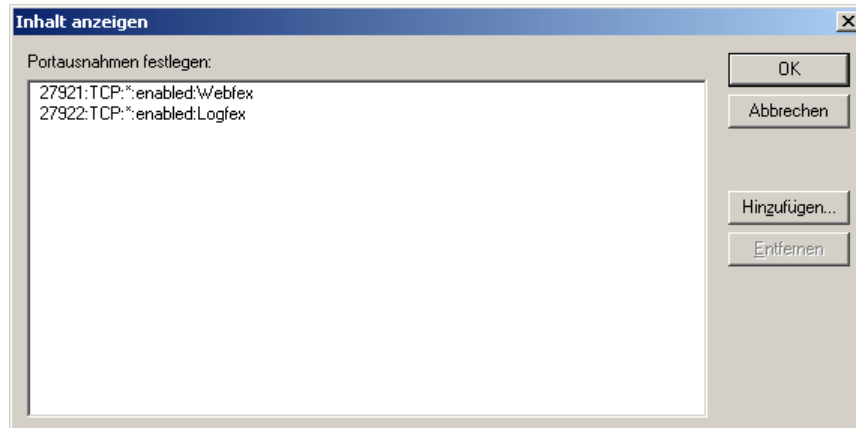 Inhalt anzeigen
Portausnahmen festlegen:
27921:TCP:*:enabled:Webfex
27922:TCP:*:enabled:Logfex
OK
Abbrechen
Hinzufügen...
Entfernen